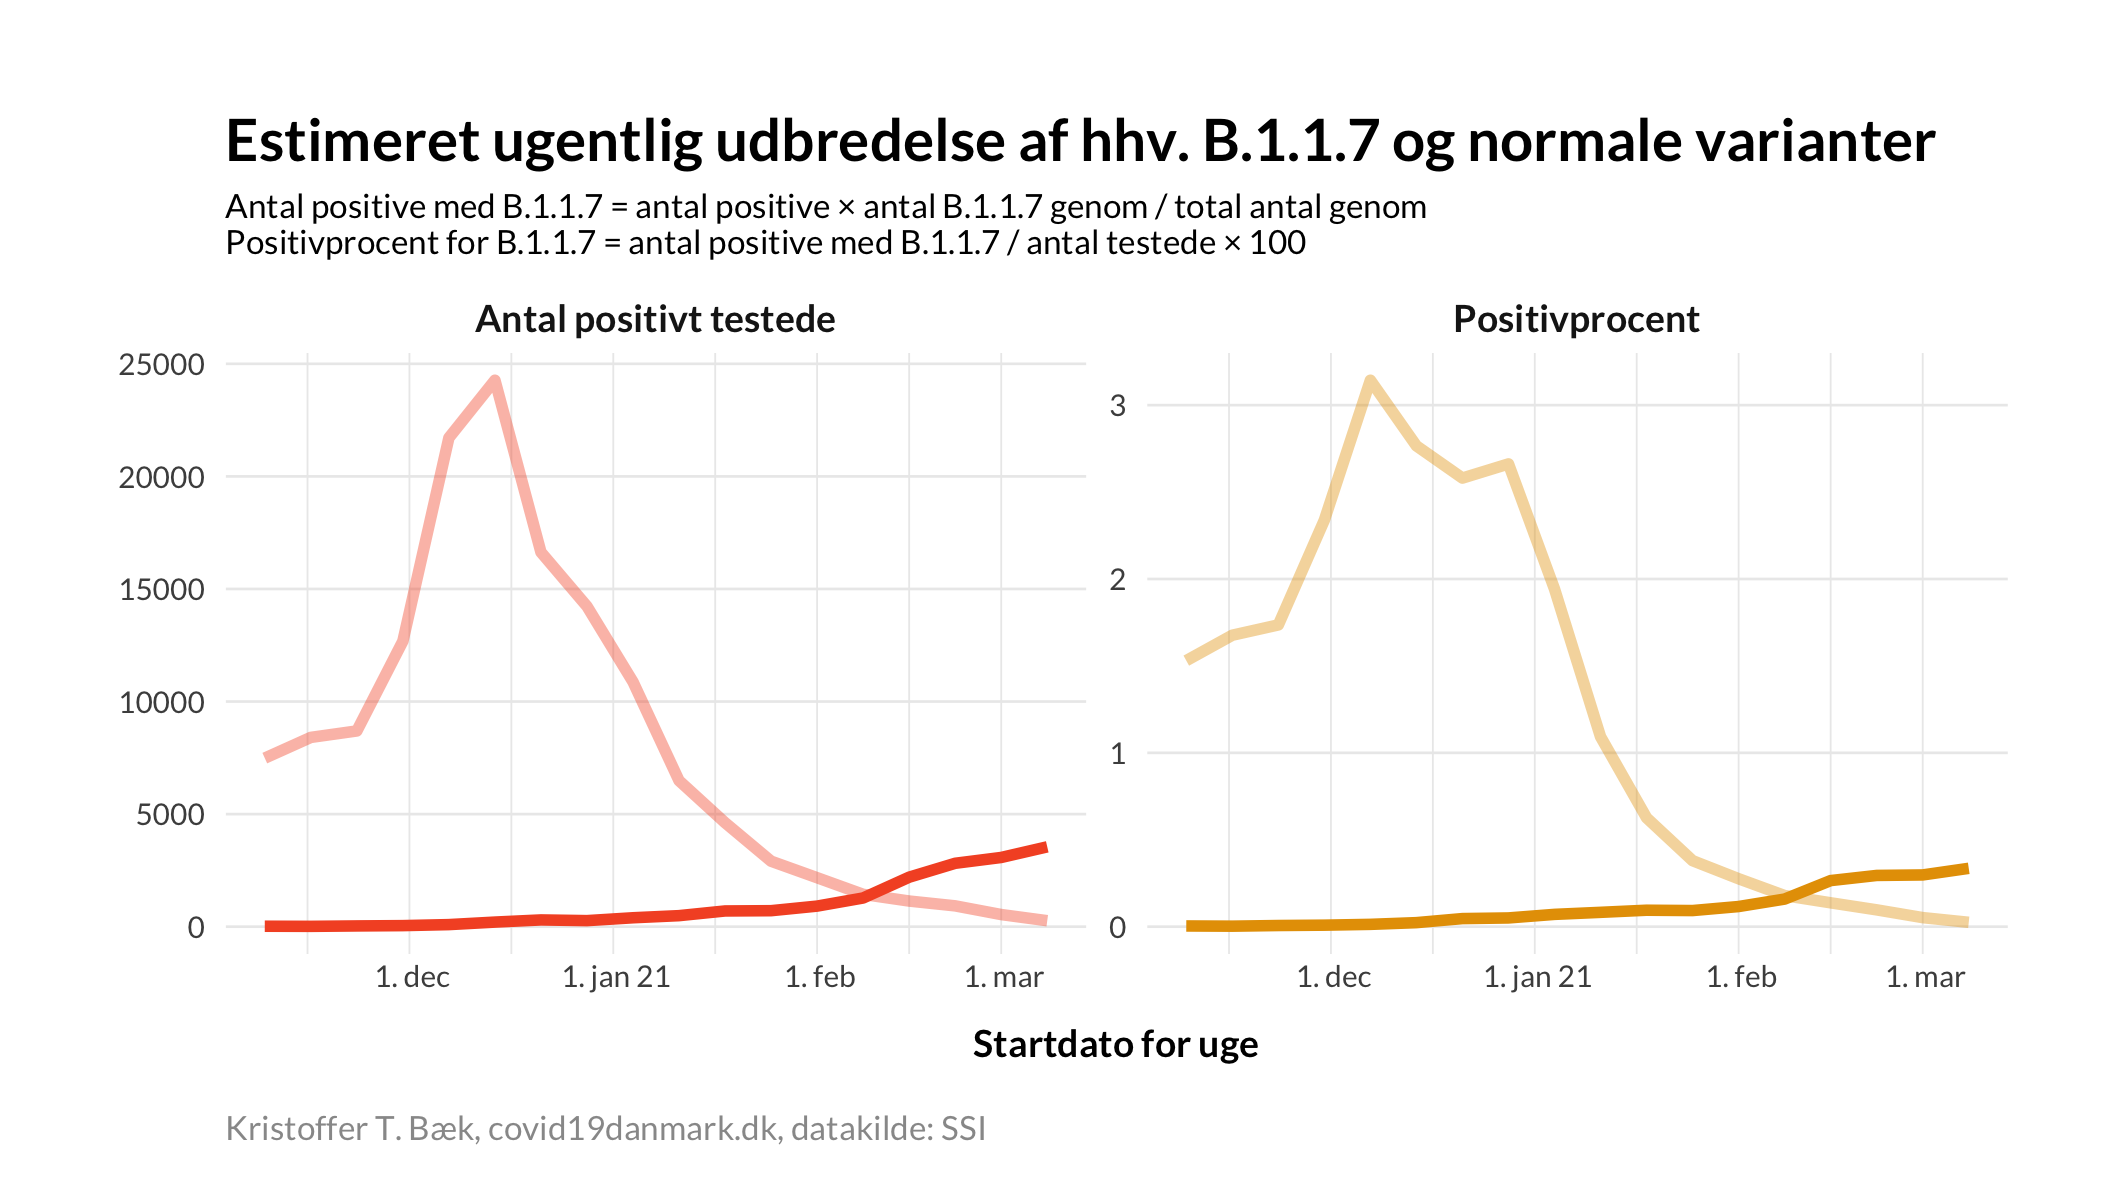 Estimeret ugentlig udbredelse af hhv. B.1.1.7 og normale varianter
Antal positive med B.1.1.7 = antal positive × antal B.1.1.7 genom / total antal genom
Positivprocent for B.1.1.7 = antal positive med B.1.1.7 / antal testede × 100
Antal positivt testede
25000
20000
15000
10000
5000
0
1. dec
1. jan 21
1. feb
1. mar
Positivprocent
3
2
1
0
1. dec
1. jan 21
1. feb
1. mar
Startdato for uge
Kristoffer T. Bæk, covid19danmark.dk, datakilde: SSI